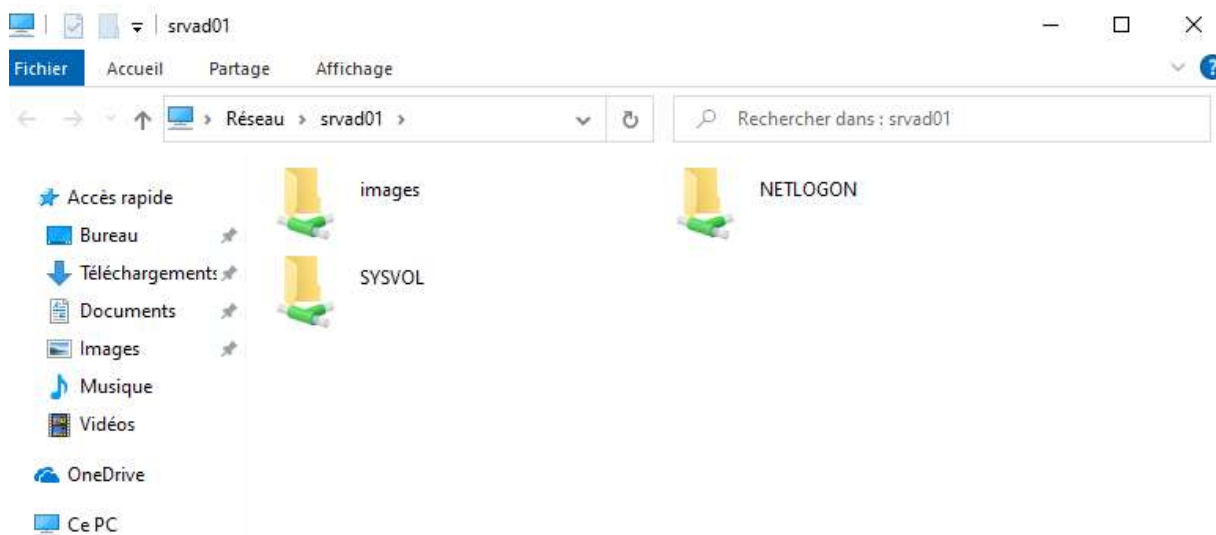 srvad01
Fichier Accueil Partage Affichage ?
Réseau > srvad01 >
Rechercher dans : srvad01
Accès rapide
Bureau
Téléchargements
Documents
Images
Musique
Vidéos
OneDrive
Ce PC
images
NETLOGON
SYSVOL